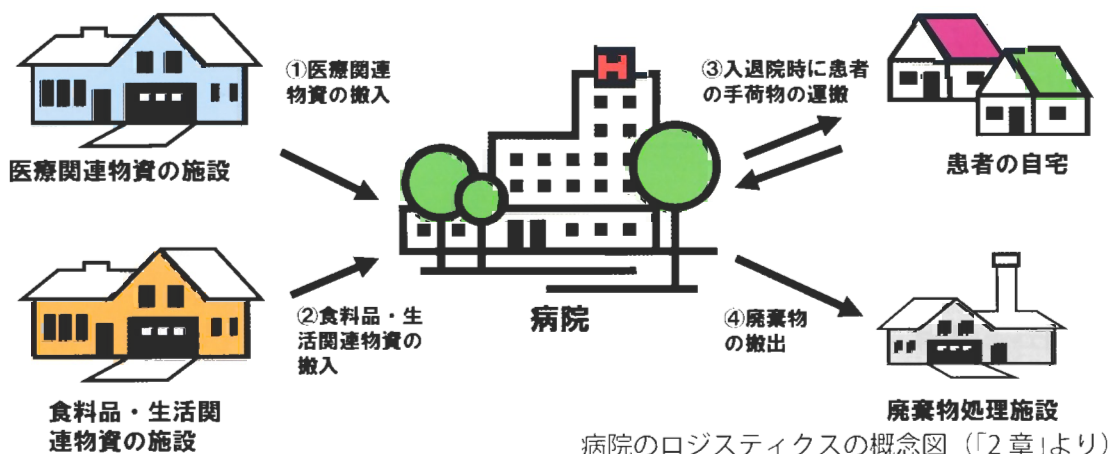 ①医療関連
物資の搬入
医療関連物資の施設
②食料品・生
活関連物資の
搬入
食料品・生活関
連物資の施設
H
病院
③入退院時に患者
の手荷物の運搬
患者の自宅
④廃棄物
の搬出
廃棄物処理施設
病院のロジスティクスの概念図（「2章」より）